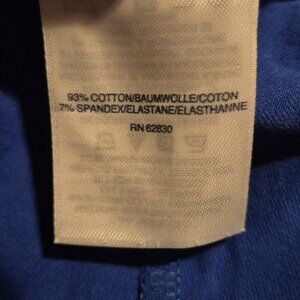 93% COTTON/BAUMWOLLE/COTON
7% SPANDEX/ELASTANE/ELASTHANNE
RN 62830